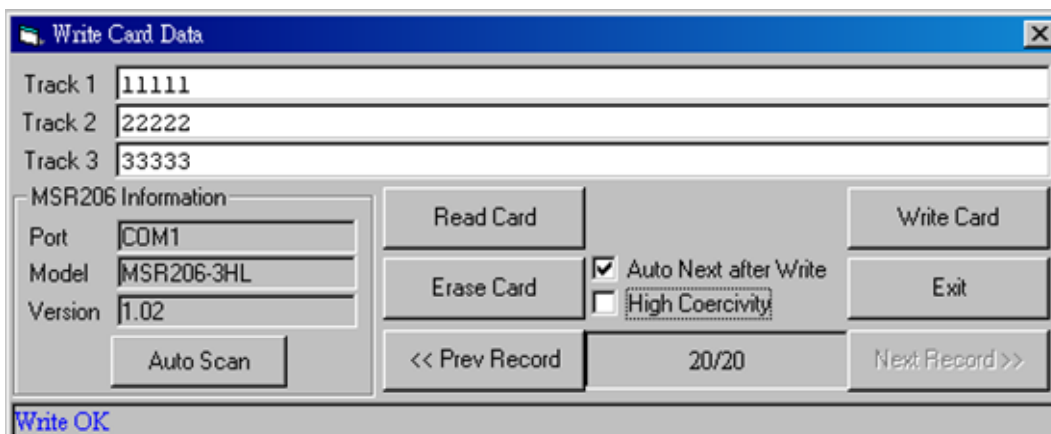 Write Card Data
Track 1 11111
Track 2 22222
Track 3 33333
MSR206 Information
Port COM1
Model MSR206-3HL
Version 1.02
Auto Scan
Read Card
Write Card
Erase Card
Auto Next after Write
High Coercivity
Exit
<< Prev Record
20/20
Next Record >>
Write OK